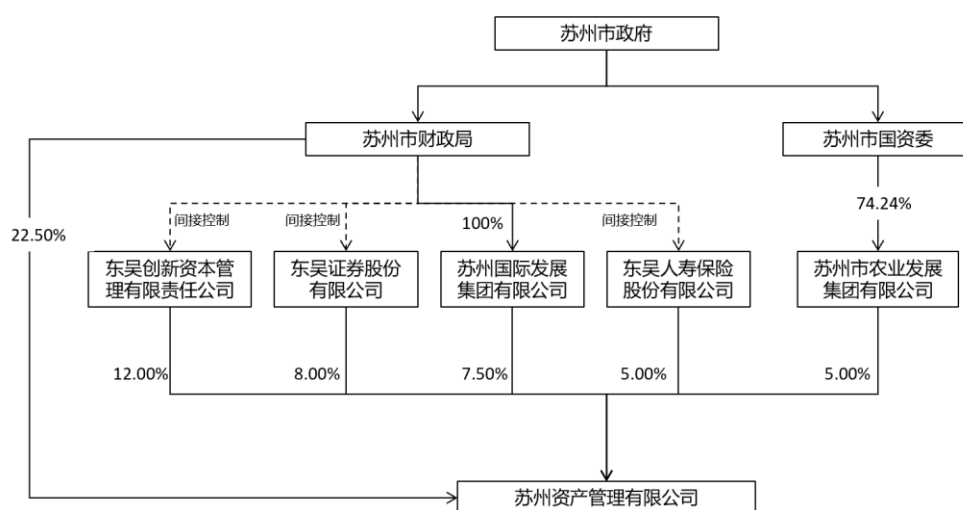 苏州市政府
苏州市财政局
苏州市国资委
间接控制
间接控制
100%
间接控制
74.24%
22.50%
东吴创新资本管
理有限责任公司
东吴证券股份
有限公司
苏州国际发展
集团有限公司
东吴人寿保险
股份有限公司
苏州市农业发展
集团有限公司
12.00%
8.00%
7.50%
5.00%
5.00%
苏州资产管理有限公司